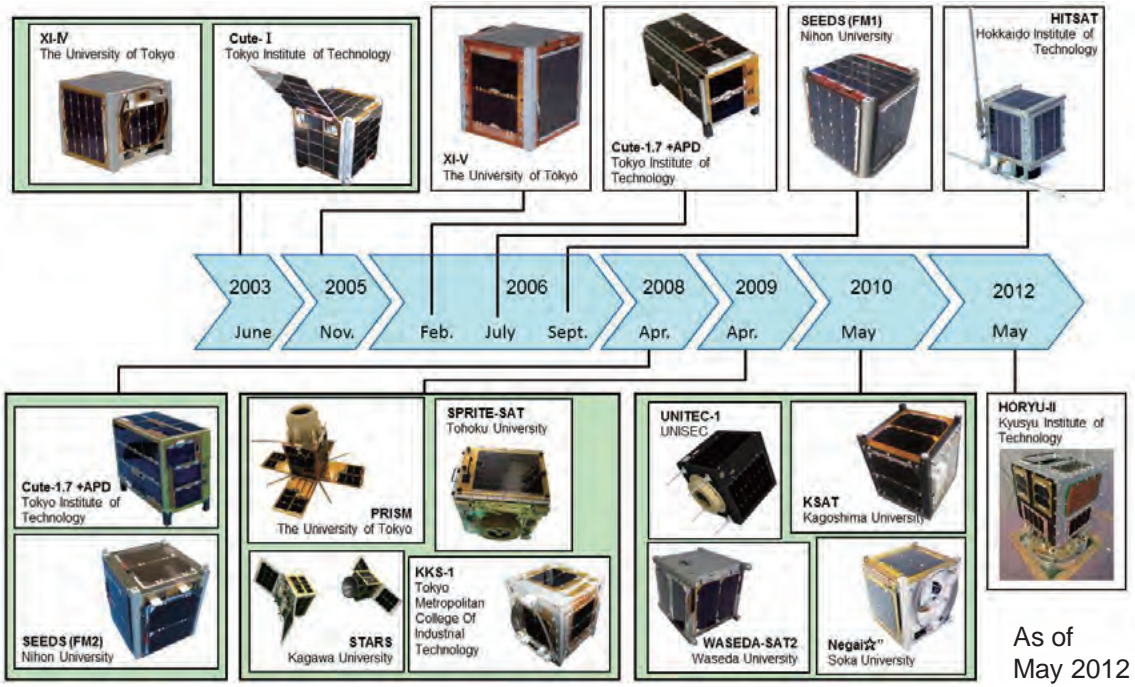 XI-IV
The University of Tokyo
Cute- I
Tokyo Institute of Technology
XI-V
The University of Tokyo
Cute-1.7 +APD
Tokyo Institute of
Technology
SEEDS (FM1)
Nihon University
HITSAT
Hokkaido Institute of
Technology
2003
June
2005
Nov.
2006
Feb.
July
Sept.
2008
Apr.
2009
Apr.
2010
May
2012
May
Cute-1.7 +APD
Tokyo Institute of
Technology
SEEDS (FM2)
Nihon University
PRISM
The University of Tokyo
SPRITE-SAT
Tohoku University
STARS
Kagawa University
KKS-1
Tokyo
Metropolitan
College Of
Industrial
Technology
UNITEC-1
UNISEC
KSAT
Kagoshima University
WASEDA-SAT2
Waseda University
Negai☆"
Soka University
HORYU-II
Kyusyu Institute of
Technology
As of
May 2012